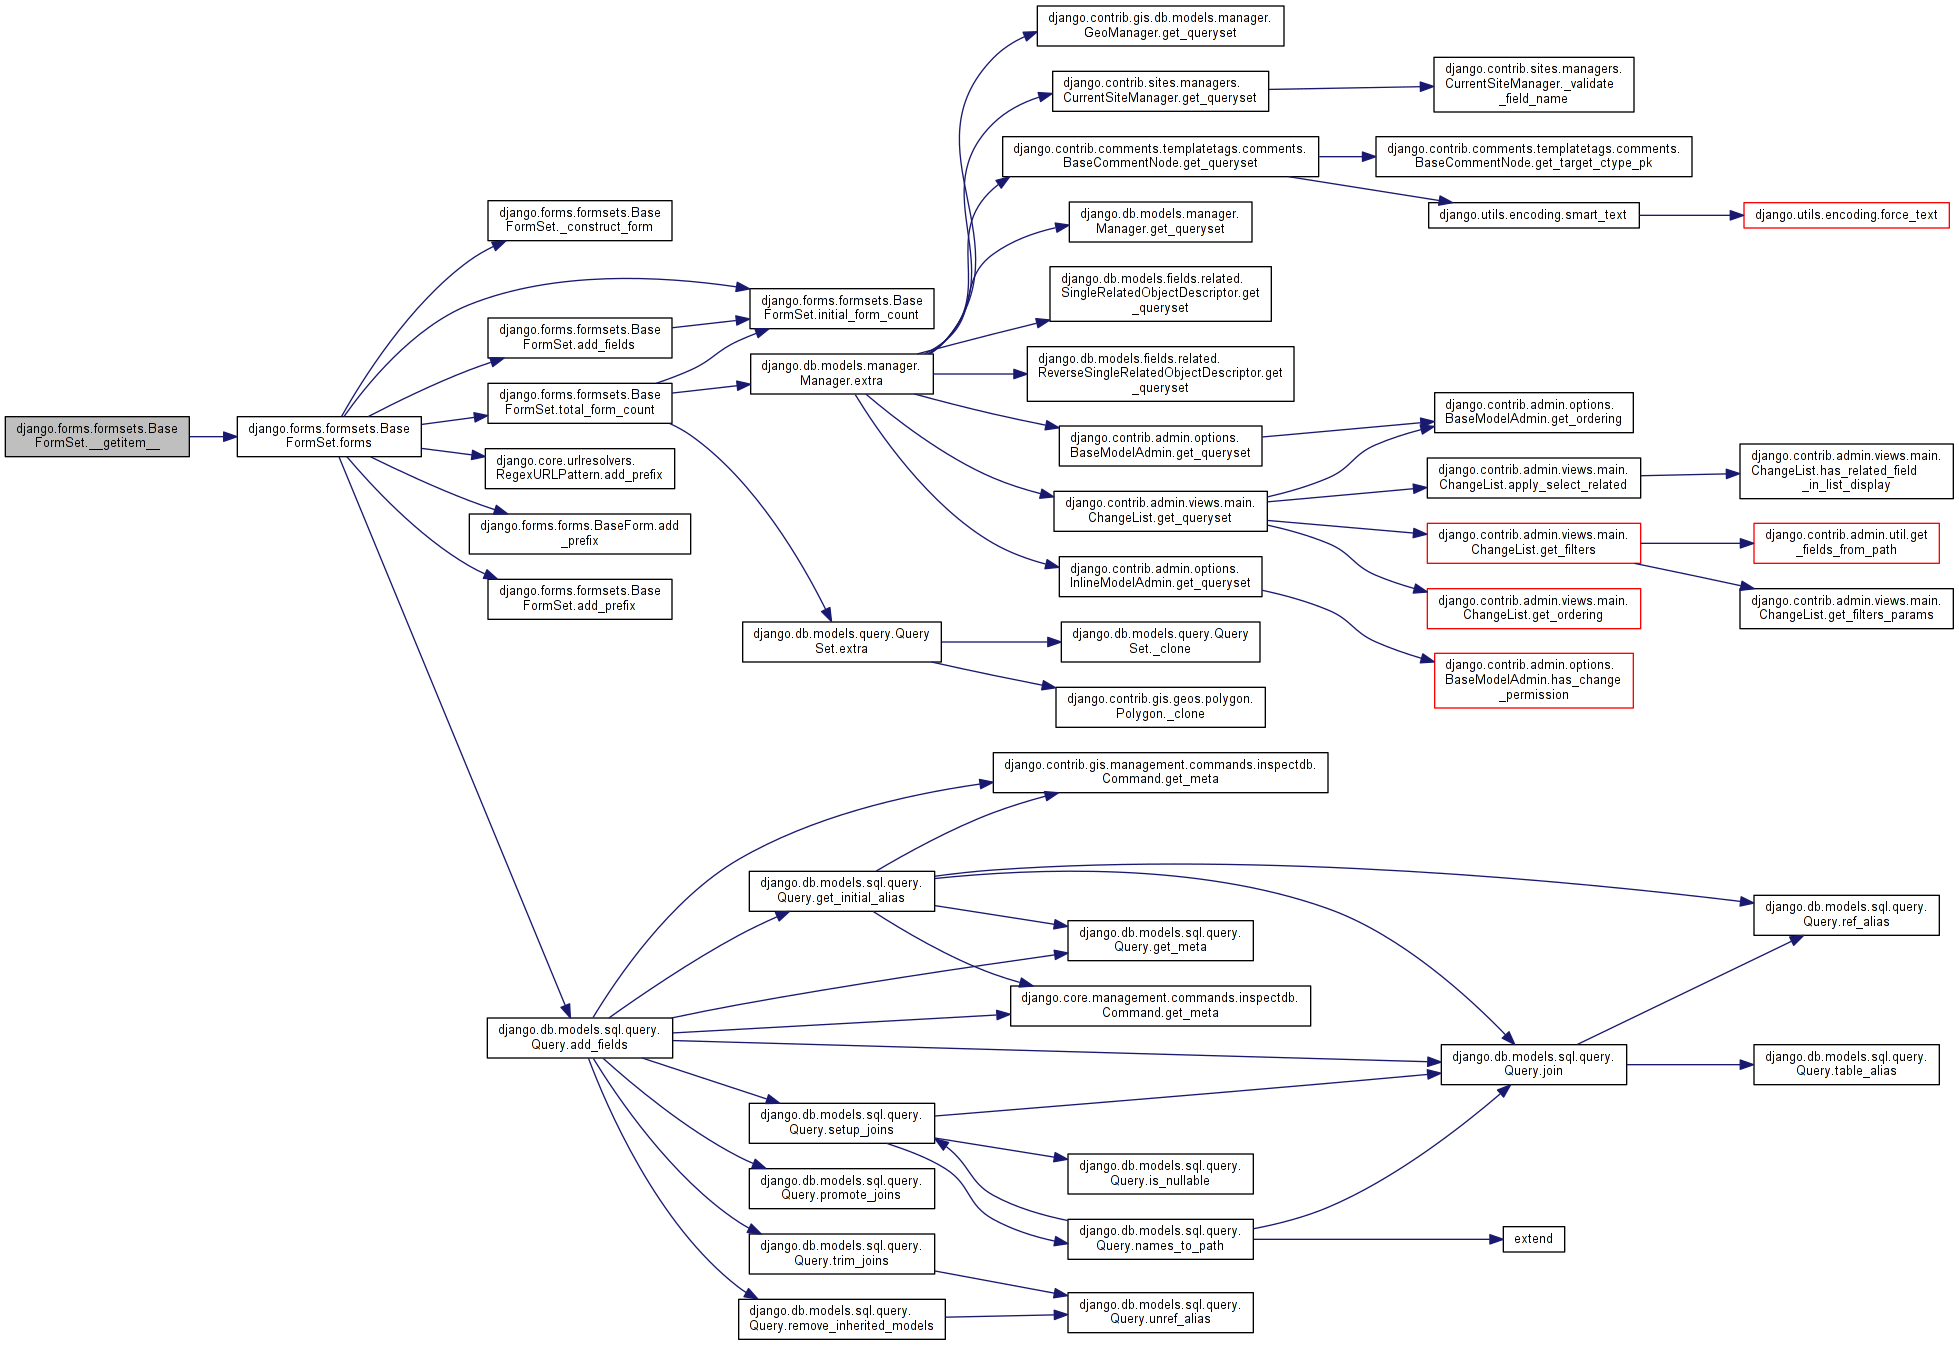 django.forms.formsets.Base
FormSet.__getitem__
django.forms.formsets.Base
FormSet.forms
django.forms.formsets.Base
FormSet._construct_form
django.forms.formsets.Base
FormSet.add_fields
django.forms.formsets.Base
FormSet.total_form_count
django.core.urlresolvers.
RegexURLPattern.add_prefix
django.forms.forms.BaseForm.add
_prefix
django.forms.formsets.Base
FormSet.add_prefix
django.db.models.sql.query.
Query.add_fields
django.forms.formsets.Base
FormSet.initial_form_count
django.db.models.manager.
Manager.extra
django.db.models.query.Query
Set.extra
django.db.models.sql.query.
Query.get_initial_alias
django.db.models.sql.query.
Query.setup_joins
django.db.models.sql.query.
Query.promote_joins
django.db.models.sql.query.
Query.trim_joins
django.db.models.sql.query.
Query.remove_inherited_models
django.contrib.gis.db.models.manager.
GeoManager.get_queryset
django.contrib.sites.managers.
CurrentSiteManager.get_queryset
django.contrib.comments.templatetags.comments.
BaseCommentNode.get_queryset
django.db.models.manager.
Manager.get_queryset
django.db.models.fields.related.
SingleRelatedObjectDescriptor.get
_queryset
django.db.models.fields.related.
ReverseSingleRelatedObjectDescriptor.get
_queryset
django.contrib.admin.options.
BaseModelAdmin.get_queryset
django.contrib.admin.views.main.
ChangeList.get_queryset
django.contrib.admin.options.
InlineModelAdmin.get_queryset
django.db.models.query.Query
Set._clone
django.contrib.gis.geos.polygon.
Polygon._clone
django.contrib.gis.management.commands.inspectdb.
Command.get_meta
django.db.models.sql.query.
Query.get_meta
django.core.management.commands.inspectdb.
Command.get_meta
django.db.models.sql.query.
Query.is_nullable
django.db.models.sql.query.
Query.names_to_path
django.db.models.sql.query.
Query.unref_alias
django.contrib.sites.managers.
CurrentSiteManager._validate
_field_name
django.contrib.comments.templatetags.comments.
BaseCommentNode.get_target_ctype_pk
django.utils.encoding.smart_text
django.contrib.admin.options.
BaseModelAdmin.get_ordering
django.contrib.admin.views.main.
ChangeList.apply_select_related
django.contrib.admin.views.main.
ChangeList.get_filters
django.contrib.admin.views.main.
ChangeList.get_ordering
django.contrib.admin.options.
BaseModelAdmin.has_change
_permission
django.db.models.sql.query.
Query.join
extend
django.utils.encoding.force_text
django.contrib.admin.views.main.
ChangeList.has_related_field
_in_list_display
django.contrib.admin.util.get
_fields_from_path
django.contrib.admin.views.main.
ChangeList.get_filters_params
django.db.models.sql.query.
Query.ref_alias
django.db.models.sql.query.
Query.table_alias